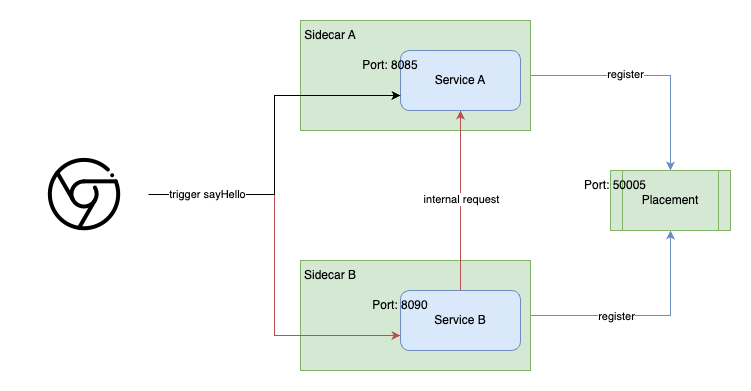 Sidecar A
Port: 8085
Service A
register
trigger sayHello
internal request
Port: 50005
Placement
Sidecar B
Port: 8090
Service B
register